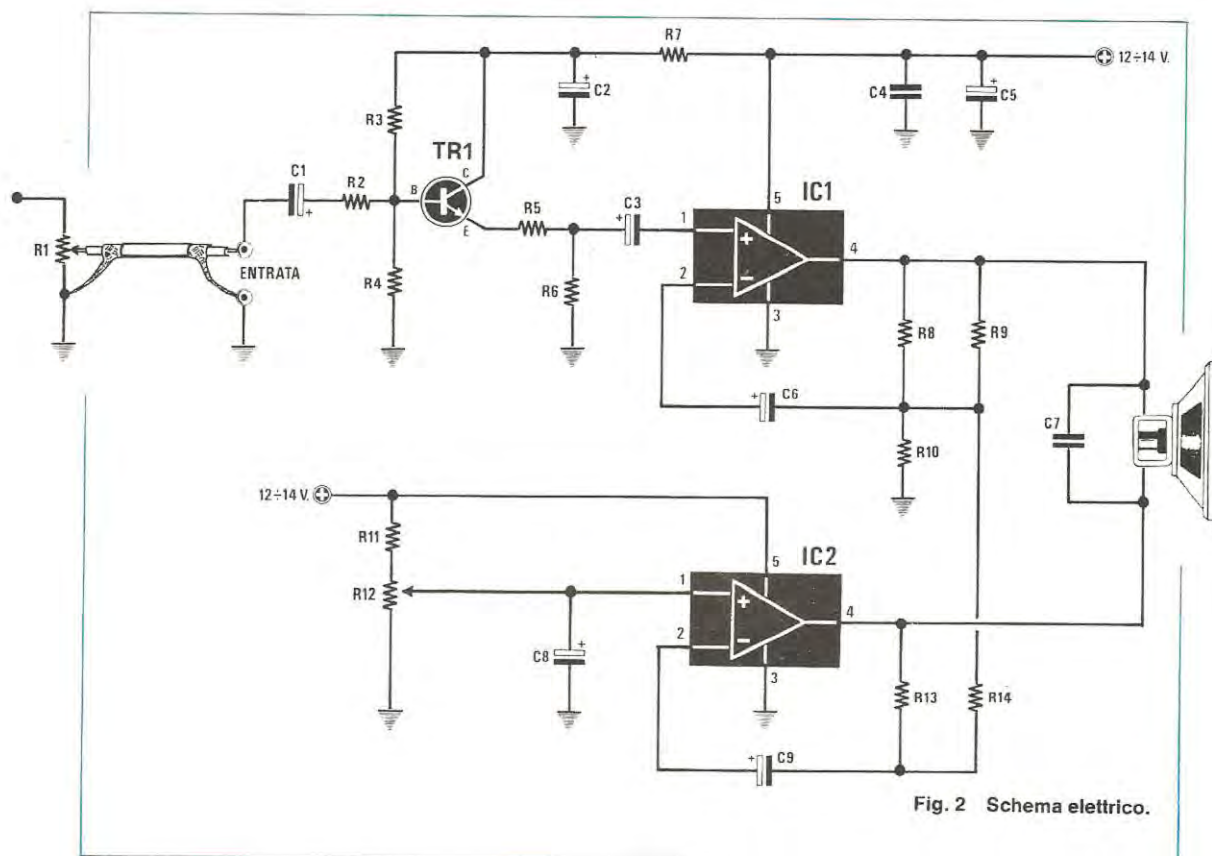 R7
12÷14 V.
+
C2
C4
+
C5
R3
TR1
C1
+
R2
B
C
E
R5
C3
+
IC1
5
1
+
2
−
4
3
R1
ENTRATA
R4
R6
R8
R9
+
C6
R10
C7
12÷14 V.
R11
R12
IC2
5
1
+
2
−
4
3
+
C8
R13
R14
+
C9
Fig. 2 Schema elettrico.